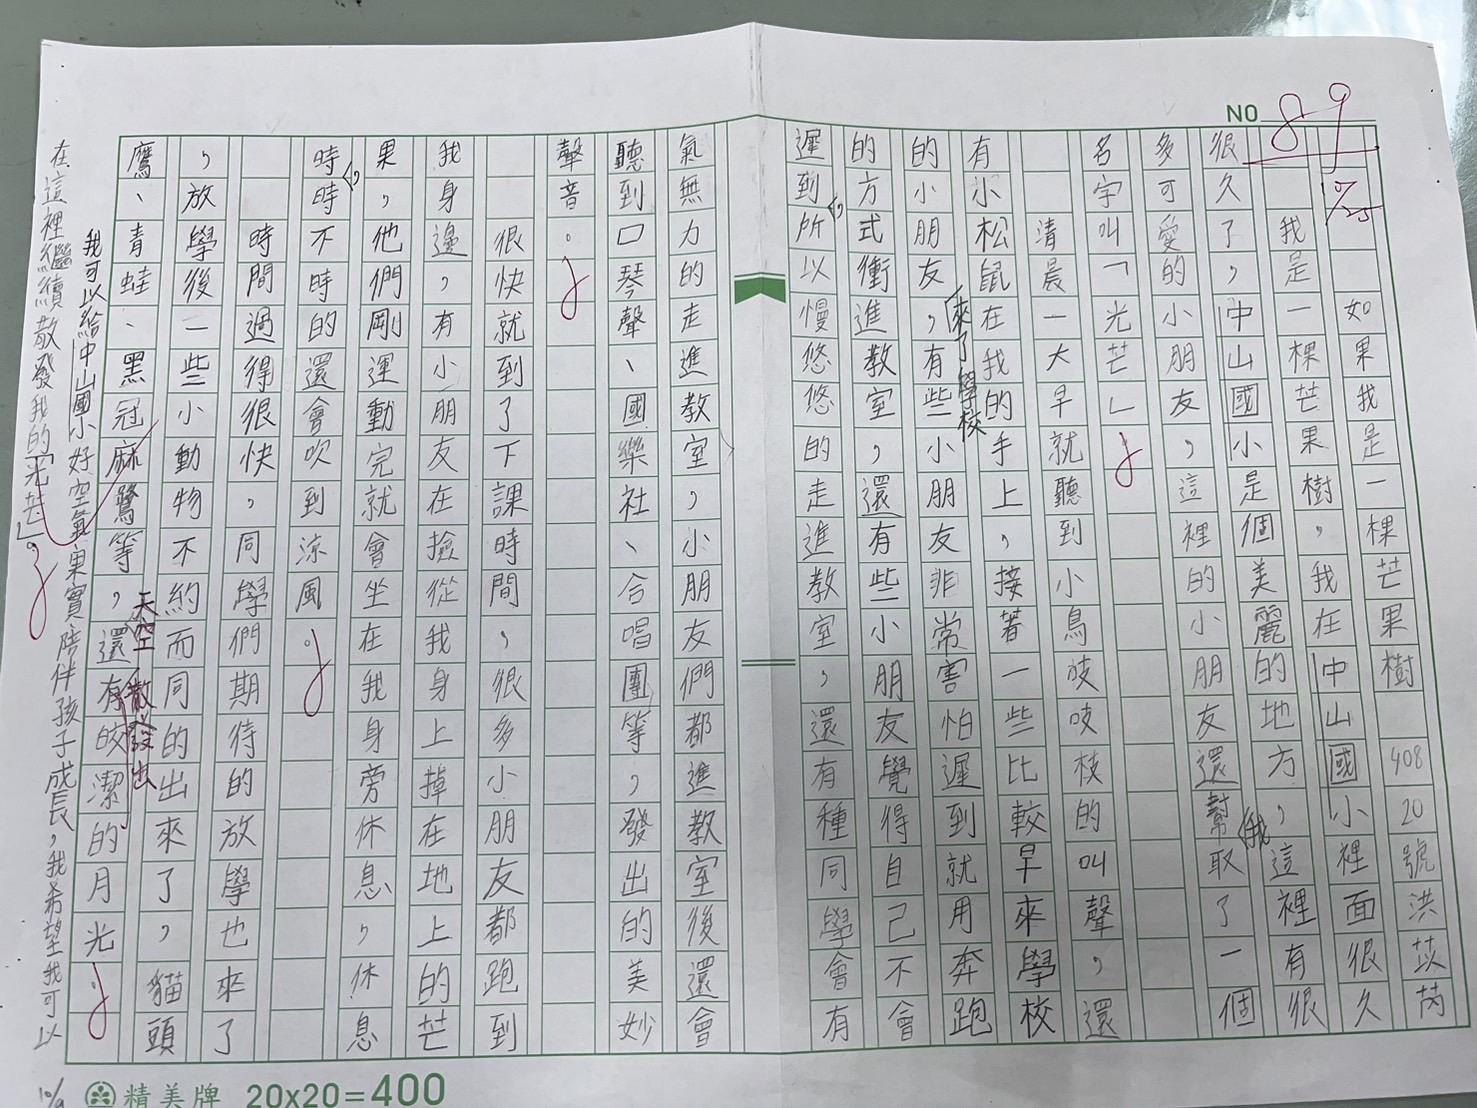 NO 89
10/25
如果我是一棵芒果樹 408 20號洪苡芮
我是一棵芒果樹，我在中山國小裡面很久
很久了，中山國小是個美麗的地方，這裡有很
多可愛的小朋友，這裡的小朋友還幫我取了一個
名字叫「光芒」
清晨一大早就聽到小鳥吱吱枝的叫聲，還
有小松鼠在我的手上，接著一些比較早來學校
的小朋友來了學校，有些小朋友非常害怕遲到就用奔跑
的方式衝進教室，還有些小朋友覺得自己不會
遲到，所以慢悠悠的走進教室，還有種同學會有
氣無力的走進教室，小朋友們都進教室後還會
聽到口琴聲、國樂社、合唱團等，發出的美妙
聲音。
很快就到了下課時間，很多小朋友都跑到
我身邊，有小朋友在撿從我身上掉在地上的芒
果，他們剛運動完就會坐在我身旁休息，休息
時，時不時的還會吹到涼風。
時間過得很快，同學們期待的放學也來了
，放學後一些小動物不約而同的出來了，貓頭
鷹、青蛙、黑冠麻鷺等，還有天空散發出皎潔的月光。
我可以給中山國小好空氣果實陪伴孩子成長，我希望我可以
在這裡繼續散發我的「光芒」。
10/9
精美牌 20x20=400